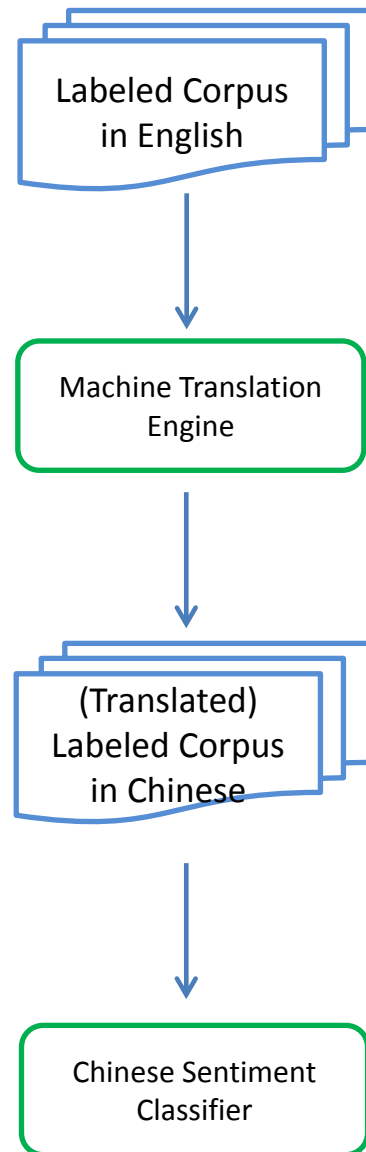 Labeled Corpus
in English
Machine Translation
Engine
(Translated)
Labeled Corpus
in Chinese
Chinese Sentiment
Classifier